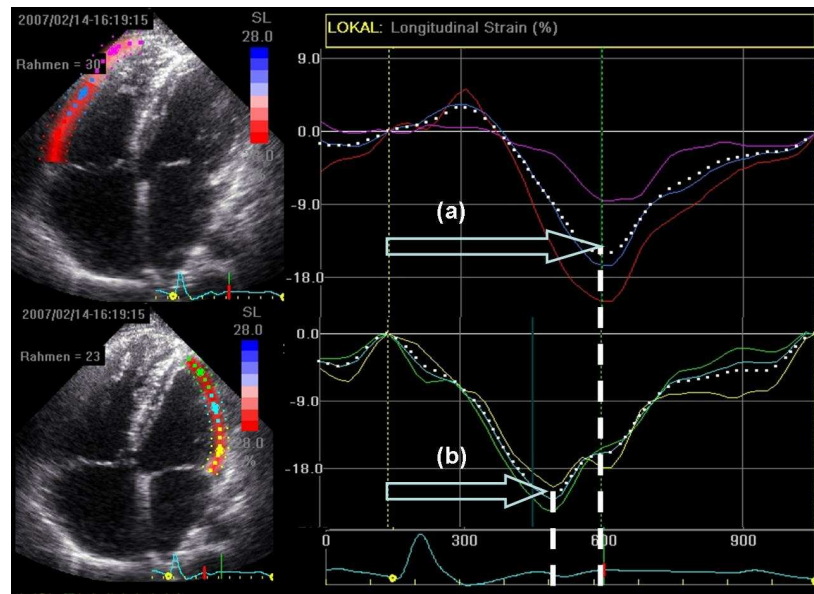 2007/02/14-16:19:15
SL
28.0
Rahmen = 30
LOKAL: Longitudinal Strain (%)
9.0
0.0
-9.0
-18.0
(a)
2007/02/14-16:19:15
SL
28.0
Rahmen = 23
-28.0
%
0.0
-9.0
-18.0
(b)
0
300
600
900